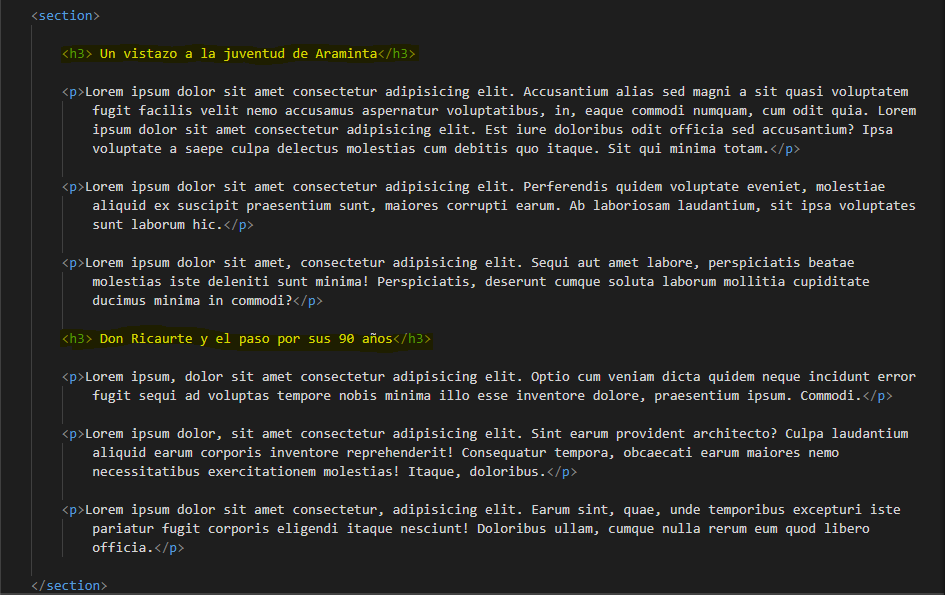 <section>
<h3> Un vistazo a la juventud de Araminta</h3>
<p>Lorem ipsum dolor sit amet consectetur adipisicing elit. Accusantium alias sed magni a sit quasi voluptatem
fugit facilis velit nemo accusamus aspernatur voluptatibus, in, eaque commodi numquam, cum odit quia. Lorem
ipsum dolor sit amet consectetur adipisicing elit. Est iure doloribus odit officia sed accusantium? Ipsa
voluptate a saepe culpa delectus molestias cum debitis quo itaque. Sit qui minima totam.</p>
<p>Lorem ipsum dolor sit amet consectetur adipisicing elit. Perferendis quidem voluptate eveniet, molestiae
aliquid ex suscipit praesentium sunt, maiores corrupti earum. Ab laboriosam laudantium, sit ipsa voluptates
sunt laborum hic.</p>
<p>Lorem ipsum dolor sit amet, consectetur adipisicing elit. Sequi aut amet labore, perspiciatis beatae
molestias iste deleniti sunt minima! Perspiciatis, deserunt cumque soluta laborum mollitia cupiditate
ducimus minima in commodi?</p>
<h3> Don Ricaurte y el paso por sus 90 años</h3>
<p>Lorem ipsum, dolor sit amet consectetur adipisicing elit. Optio cum veniam dicta quidem neque incidunt error
fugit sequi ad voluptas tempore nobis minima illo esse inventore dolore, praesentium ipsum. Commodi.</p>
<p>Lorem ipsum dolor, sit amet consectetur adipisicing elit. Sint earum provident architecto? Culpa laudantium
aliquid earum corporis inventore reprehenderit! Consequatur tempora, obcaecati earum maiores nemo
necessitatibus exercitationem molestias! Itaque, doloribus.</p>
<p>Lorem ipsum dolor sit amet consectetur, adipisicing elit. Earum sint, quae, unde temporibus excepturi iste
pariatur fugit corporis eligendi itaque nesciunt! Doloribus ullam, cumque nulla rerum eum quod libero
officia.</p>
</section>